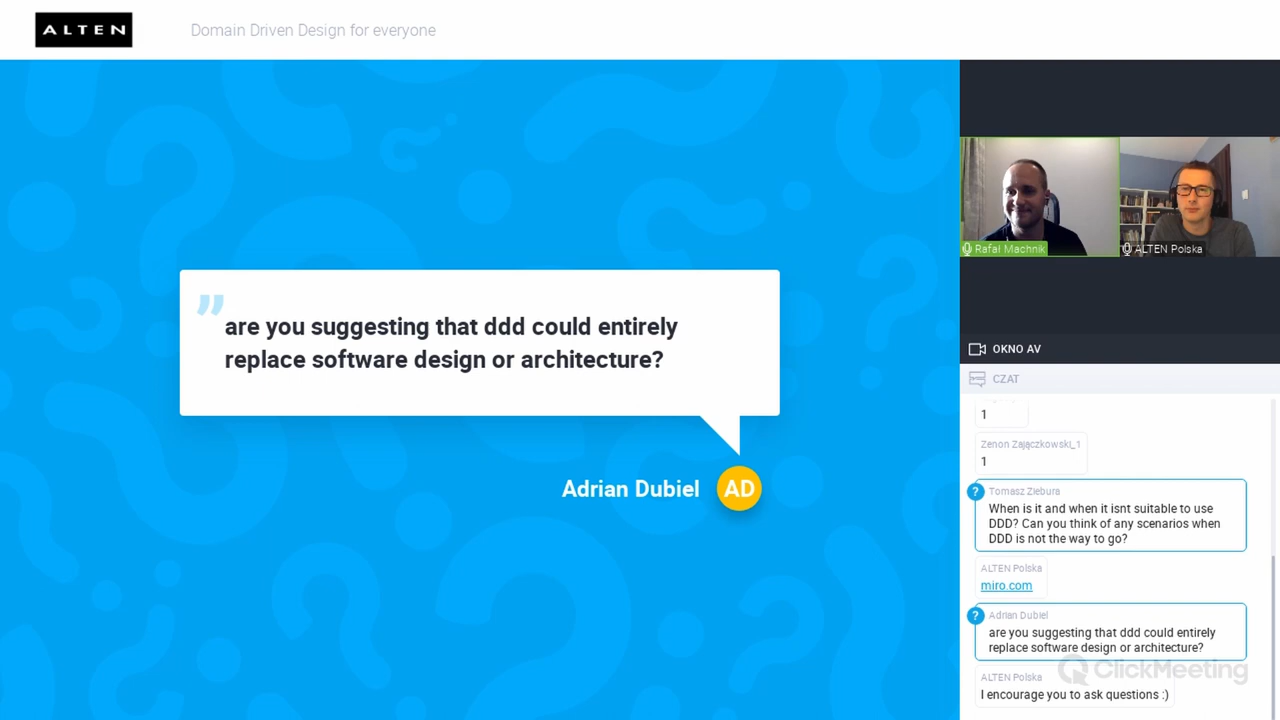 ALTEN
Domain Driven Design for everyone
”
are you suggesting that ddd could entirely
replace software design or architecture?
Adrian Dubiel
AD
Rafał Machnik
ALTEN Polska
OKNO AV
CZAT
1
Zenon Zajączkowski_1
1
?
Tomasz Ziebura
When is it and when it isnt suitable to use
DDD? Can you think of any scenarios when
DDD is not the way to go?
ALTEN Polska
miro.com
?
Adrian Dubiel
are you suggesting that ddd could entirely
replace software design or architecture?
ClickMeeting
ALTEN Polska
I encourage you to ask questions :)